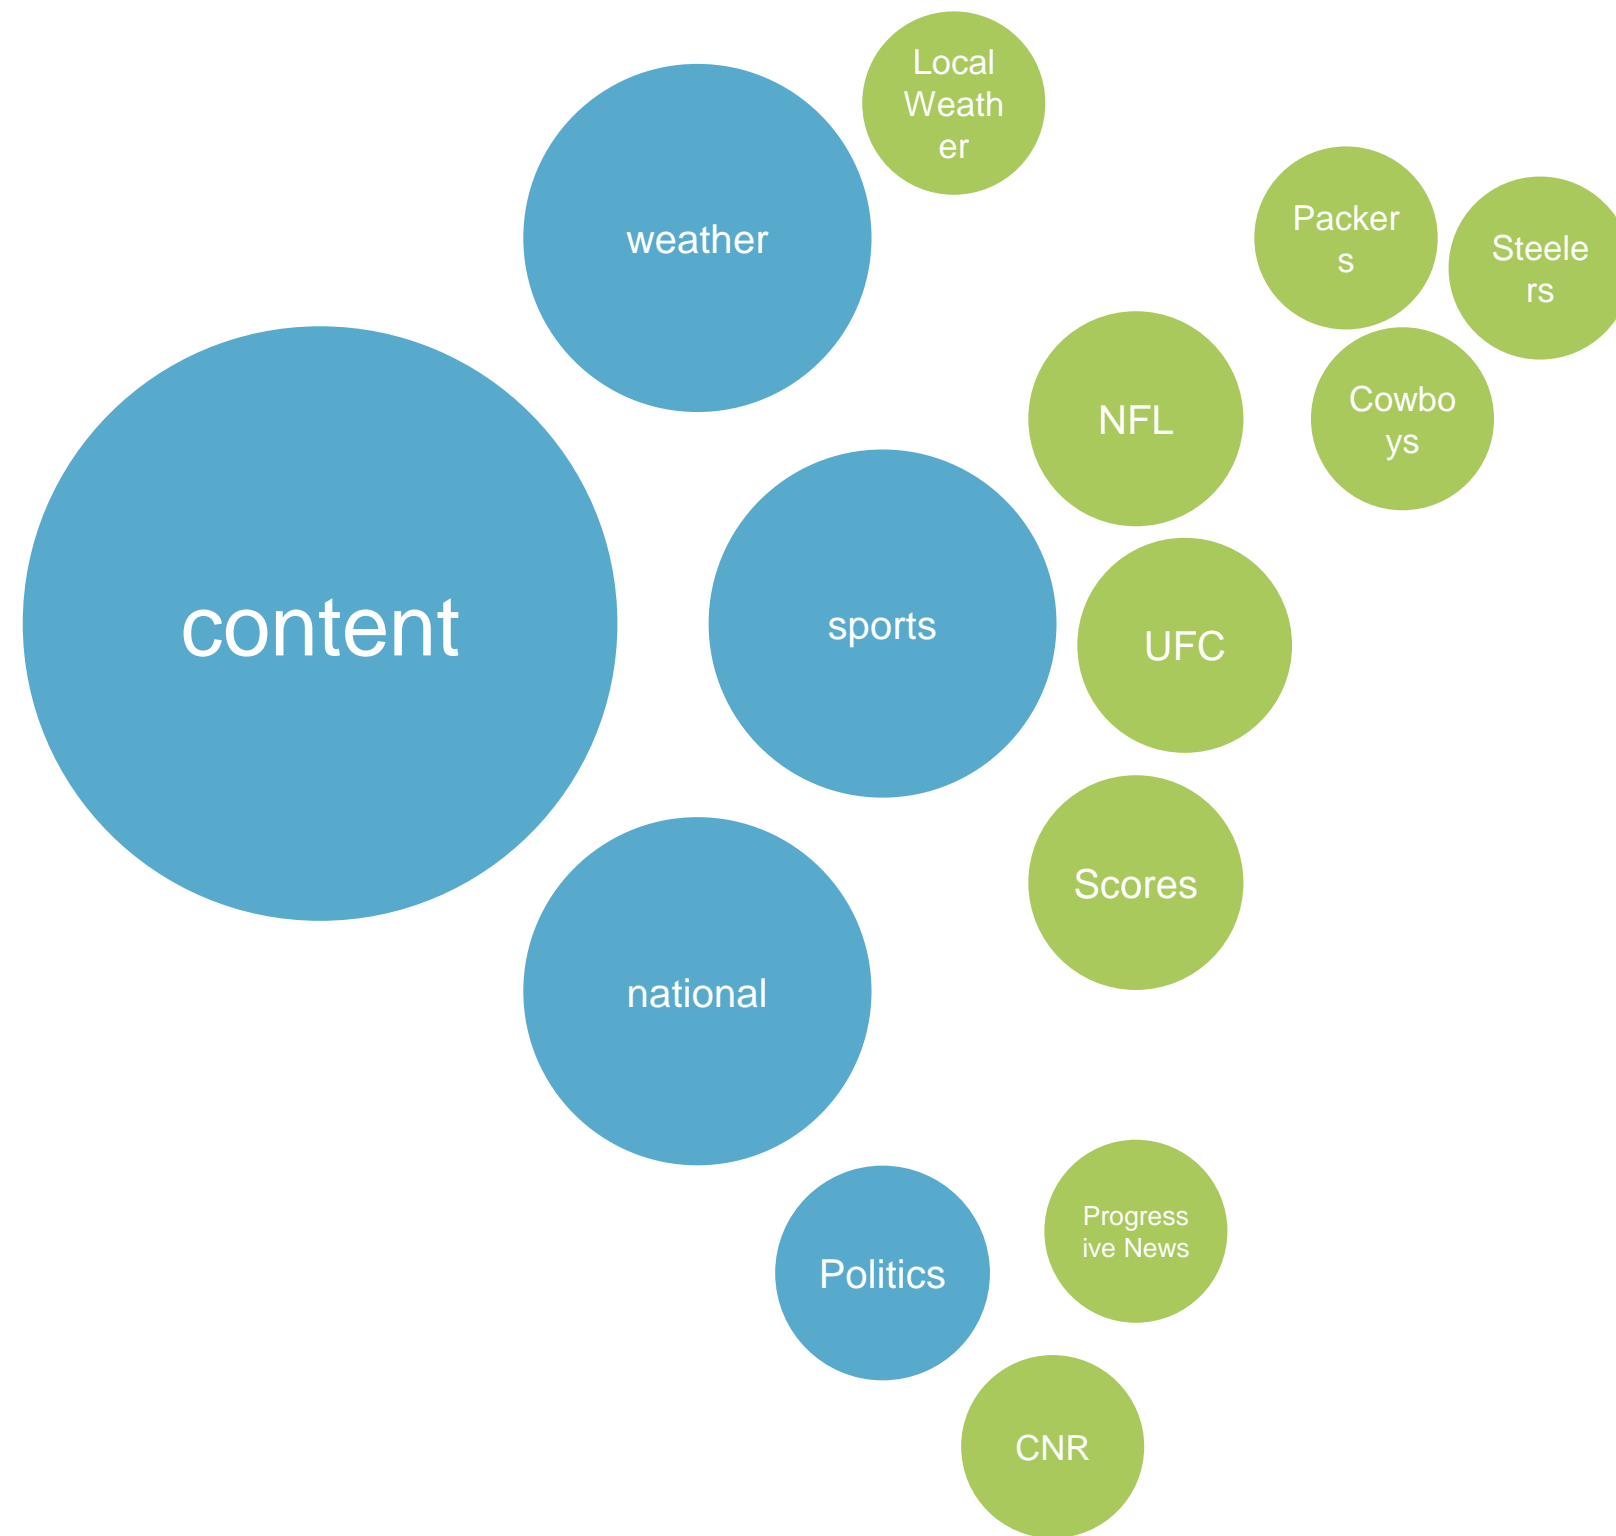 Local
Weath
er
weather
Packer
s
Steele
rs
NFL
Cowbo
ys
content
sports
UFC
Scores
national
Progress
ive News
Politics
CNR